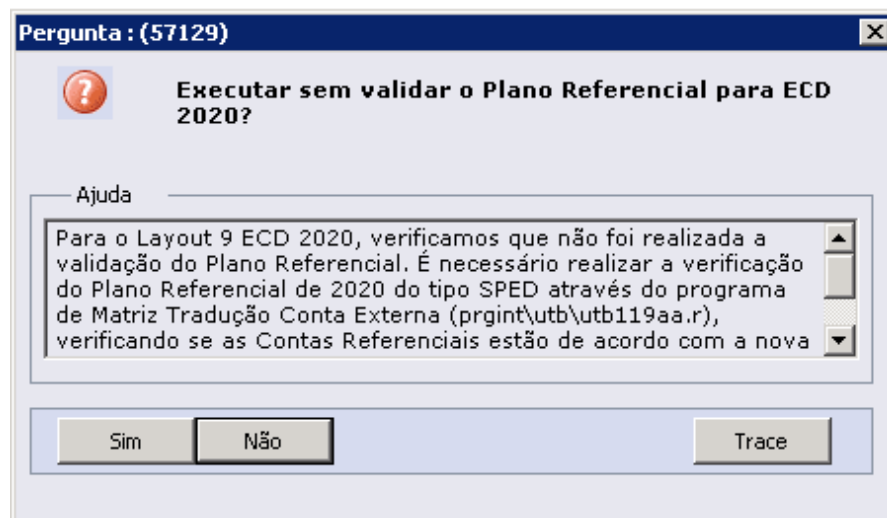 Pergunta : (57129)
Executar sem validar o Plano Referencial para ECD
2020?
Ajuda
Para o Layout 9 ECD 2020, verificamos que não foi realizada a
validação do Plano Referencial. É necessário realizar a verificação
do Plano Referencial de 2020 do tipo SPED através do programa
de Matriz Tradução Conta Externa (prgint\utb\utb119aa.r),
verificando se as Contas Referenciais estão de acordo com a nova
Sim
Não
Trace